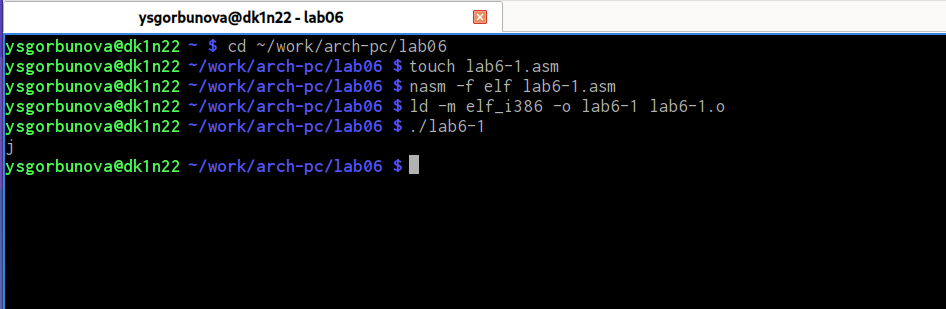 ysgorbunova@dk1n22 - lab06
ysgorbunova@dk1n22 ~ $ cd ~/work/arch-pc/lab06
ysgorbunova@dk1n22 ~/work/arch-pc/lab06 $ touch lab6-1.asm
ysgorbunova@dk1n22 ~/work/arch-pc/lab06 $ nasm -f elf lab6-1.asm
ysgorbunova@dk1n22 ~/work/arch-pc/lab06 $ ld -m elf_i386 -o lab6-1 lab6-1.o
ysgorbunova@dk1n22 ~/work/arch-pc/lab06 $ ./lab6-1
j
ysgorbunova@dk1n22 ~/work/arch-pc/lab06 $